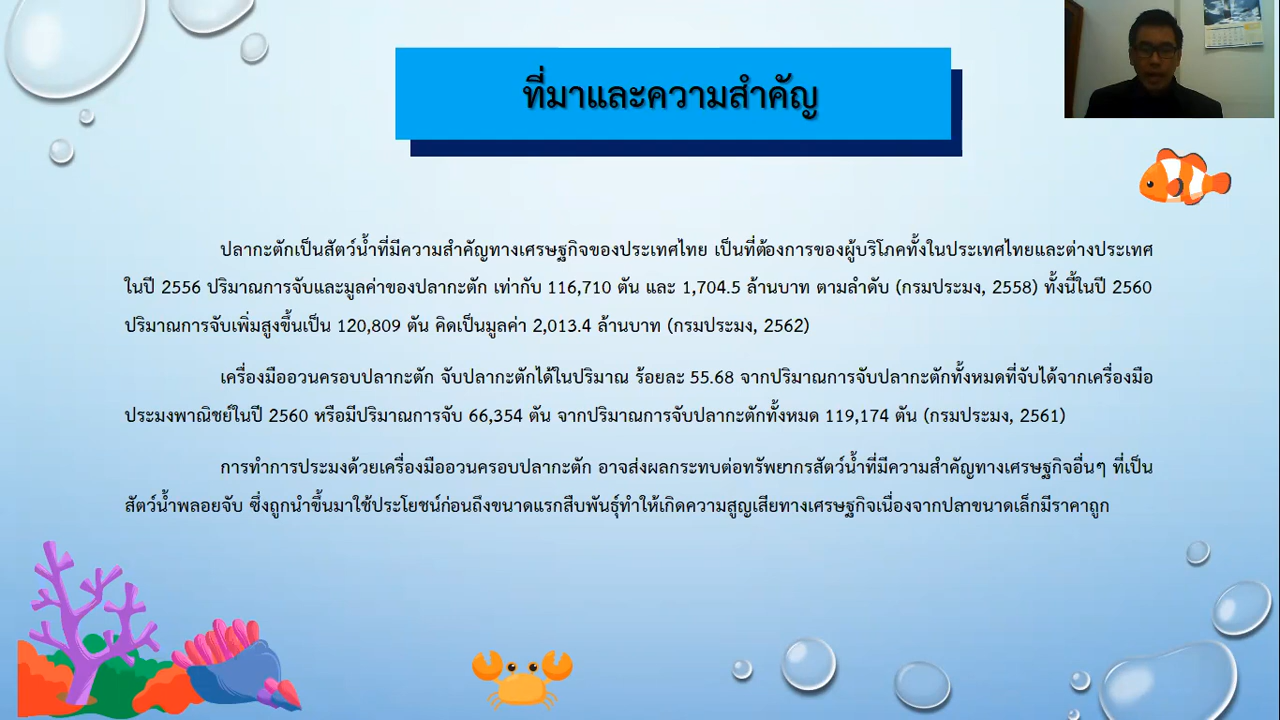 ที่มาและความสำคัญ
ปลากะตักเป็นสัตว์น้ำที่มีความสำคัญทางเศรษฐกิจของประเทศไทย เป็นที่ต้องการของผู้บริโภคทั้งในประเทศไทยและต่างประเทศ
ในปี 2556 ปริมาณการจับและมูลค่าของปลากะตัก เท่ากับ 116,710 ตัน และ 1,704.5 ล้านบาท ตามลำดับ (กรมประมง, 2558) ทั้งนี้ในปี 2560
ปริมาณการจับเพิ่มสูงขึ้นเป็น 120,809 ตัน คิดเป็นมูลค่า 2,013.4 ล้านบาท (กรมประมง, 2562)
เครื่องมืออวนครอบปลากะตัก จับปลากะตักได้ในปริมาณ ร้อยละ 55.68 จากปริมาณการจับปลากะตักทั้งหมดที่จับได้จากเครื่องมือ
ประมงพาณิชย์ในปี 2560 หรือมีปริมาณการจับ 66,354 ตัน จากปริมาณการจับปลากะตักทั้งหมด 119,174 ตัน (กรมประมง, 2561)
การทำการประมงด้วยเครื่องมืออวนครอบปลากะตัก อาจส่งผลกระทบต่อทรัพยากรสัตว์น้ำที่มีความสำคัญทางเศรษฐกิจอื่นๆ ที่เป็น
สัตว์น้ำพลอยจับ ซึ่งถูกนำขึ้นมาใช้ประโยชน์ก่อนถึงขนาดแรกสืบพันธุ์ทำให้เกิดความสูญเสียทางเศรษฐกิจเนื่องจากปลาขนาดเล็กมีราคาถูก